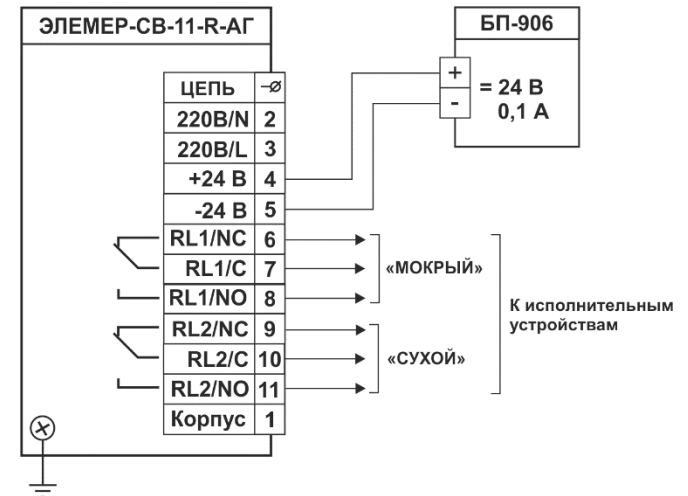 ЭЛЕМЕР-СВ-11-R-АГ
БП-906
+
-
= 24 В
0,1 А
ЦЕПЬ
220В/N 2
220В/L 3
+24 В 4
-24 В 5
RL1/NC 6
RL1/C 7
RL1/NO 8
RL2/NC 9
RL2/C 10
RL2/NO 11
Корпус 1
«МОКРЫЙ»
«СУХОЙ»
К исполнительным
устройствам